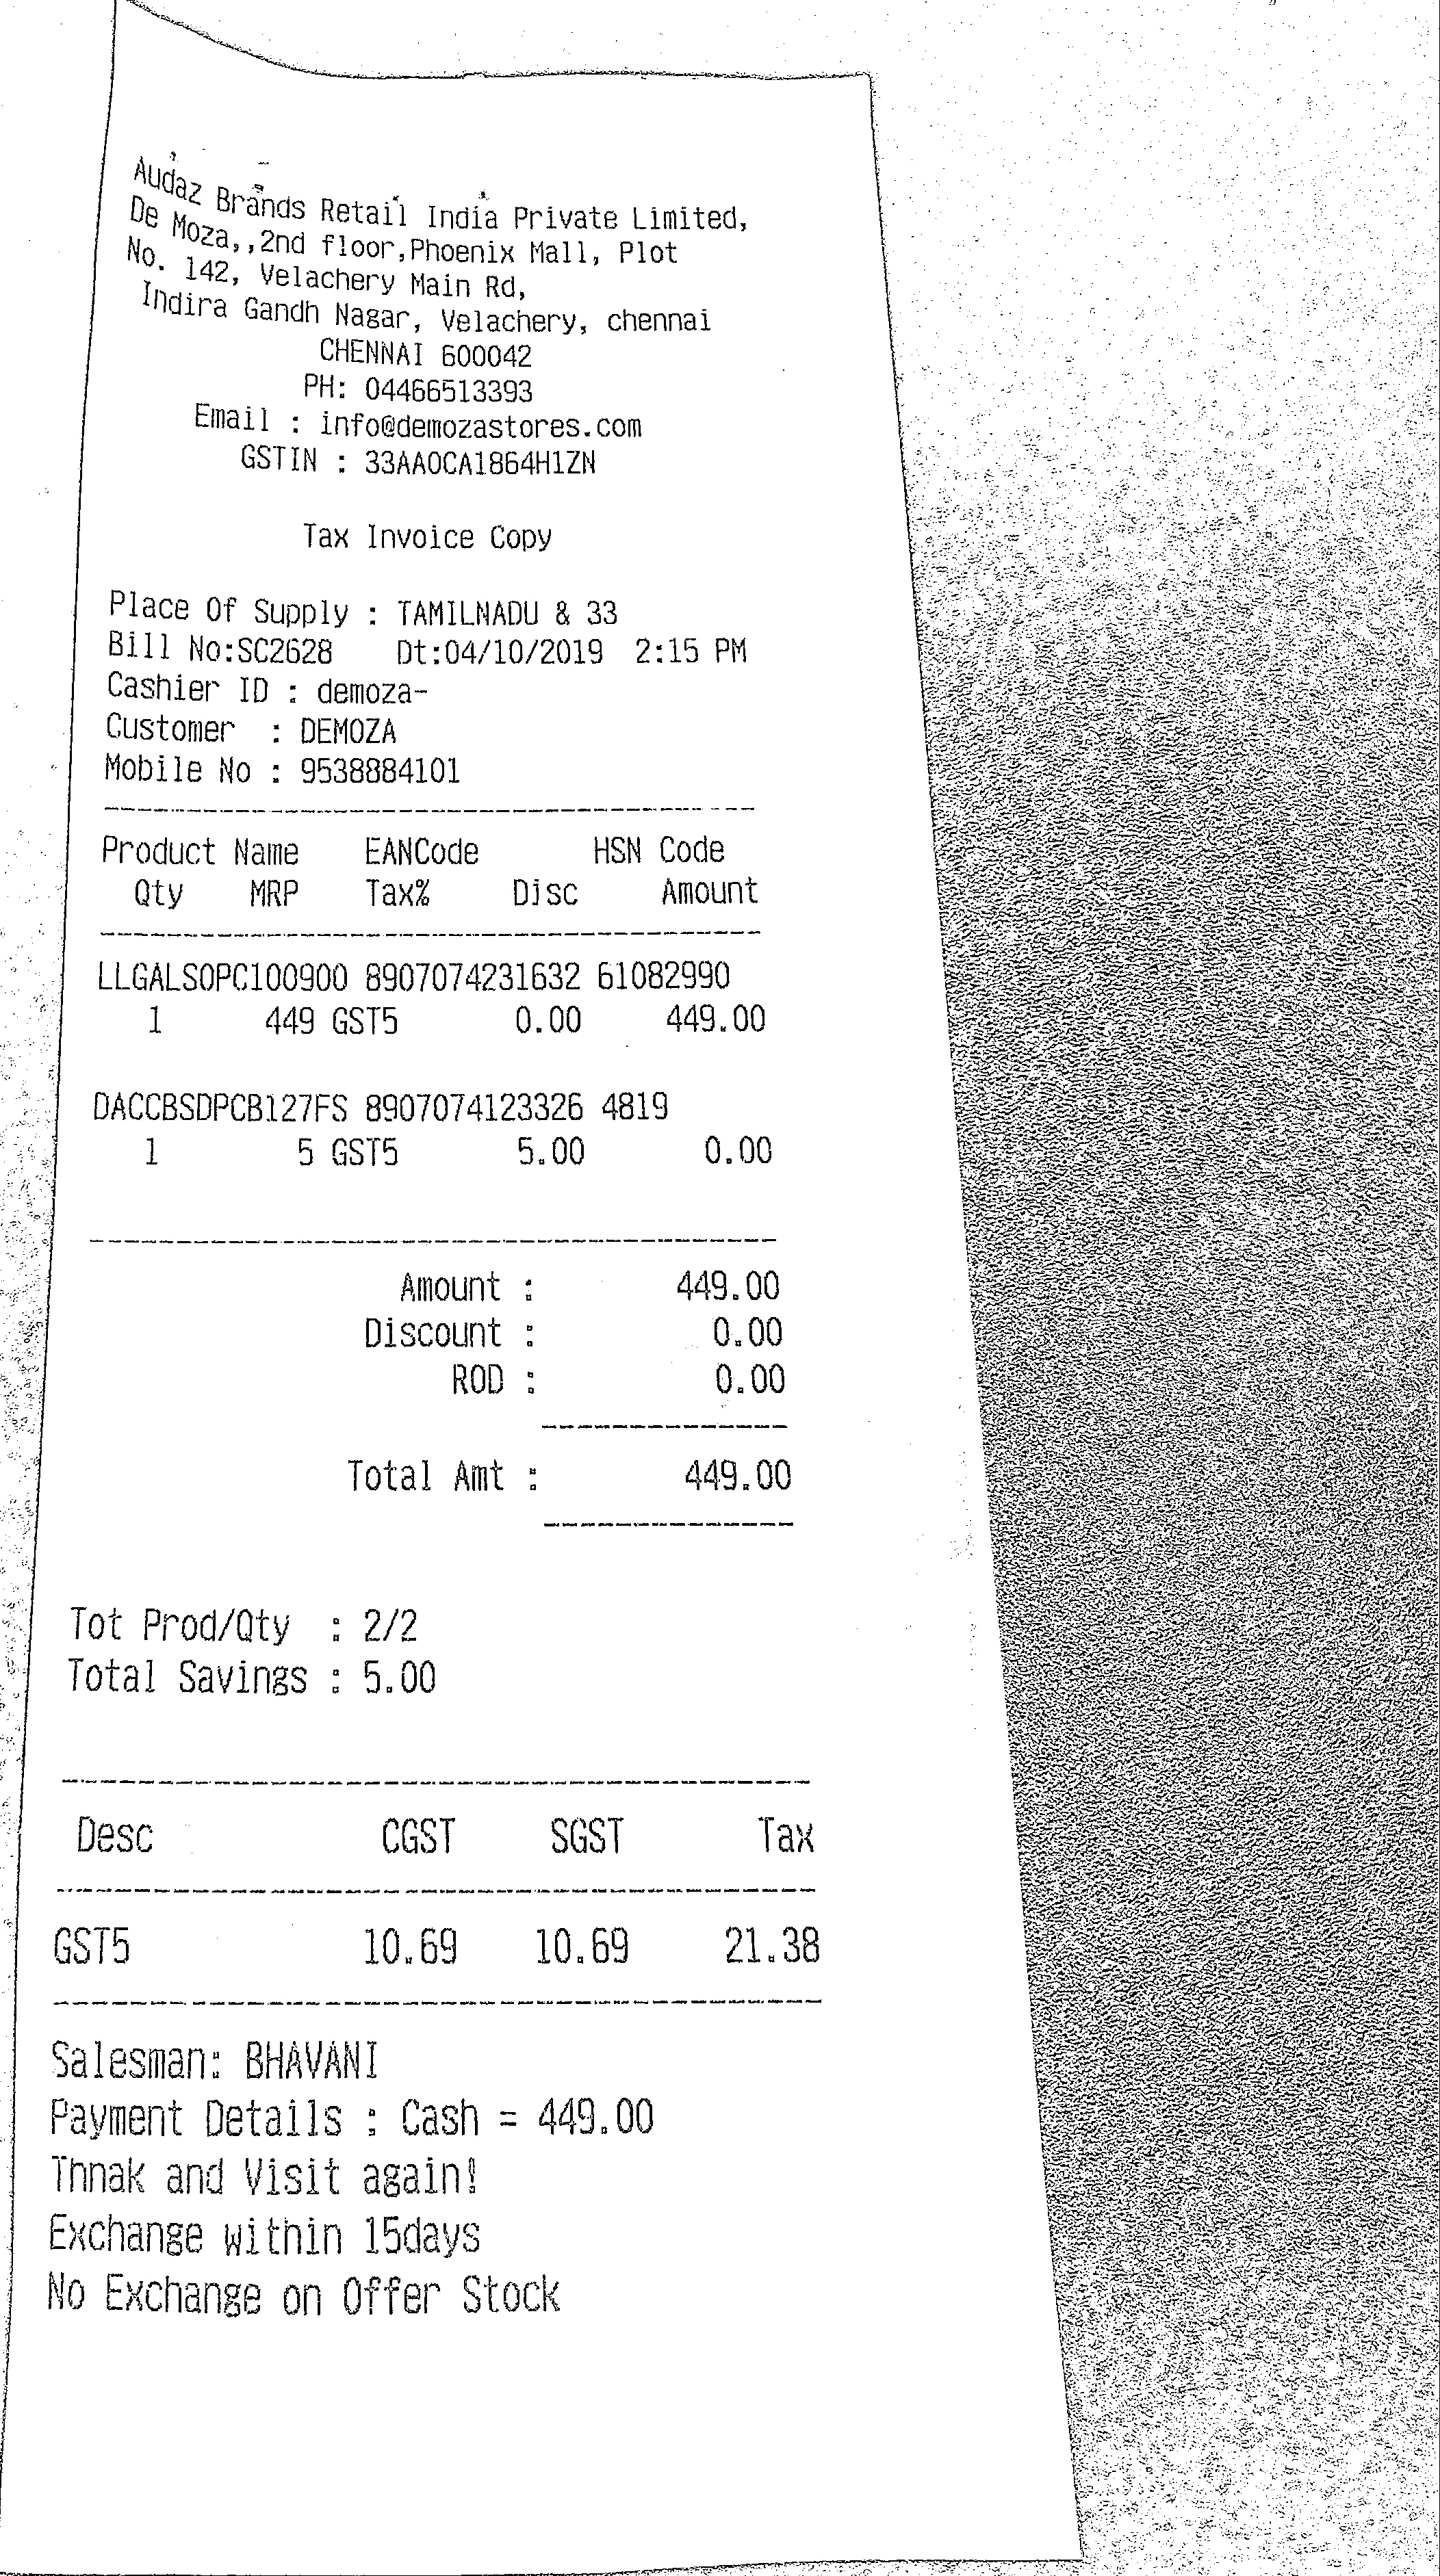 Audaz Brands Retail India Private Limited,
De Moza,,2nd floor,Phoenix Mall, Plot
No. 142, Velachery Main Rd,
Indira Gandh Nagar, Velachery, chennai
CHENNAI 600042
PH: 04466513393
Email : info@demozastores.com
GSTIN : 33AAOCA1864H1ZN
Tax Invoice Copy
Place Of Supply : TAMILNADU & 33
Bill No:SC2628 Dt:04/10/2019 2:15 PM
Cashier ID : demoza-
Customer : DEMOZA
Mobile No : 9538884101
Product Name EANCode HSN Code
Qty MRP Tax% Disc Amount
LLGALSOPC100900 8907074231632 61082990
1 449 GST5 0.00 449.00
DACCBSDPCB127FS 8907074123326 4819
1 5 GST5 5.00 0.00
Amount : 449.00
Discount : 0.00
ROD : 0.00
Total Amt : 449.00
Tot Prod/Qty : 2/2
Total Savings : 5.00
Desc CGST SGST Tax
GST5 10.69 10.69 21.38
Salesman: BHAVANI
Payment Details : Cash = 449.00
Thnak and Visit again!
Exchange within 15days
No Exchange on Offer Stock